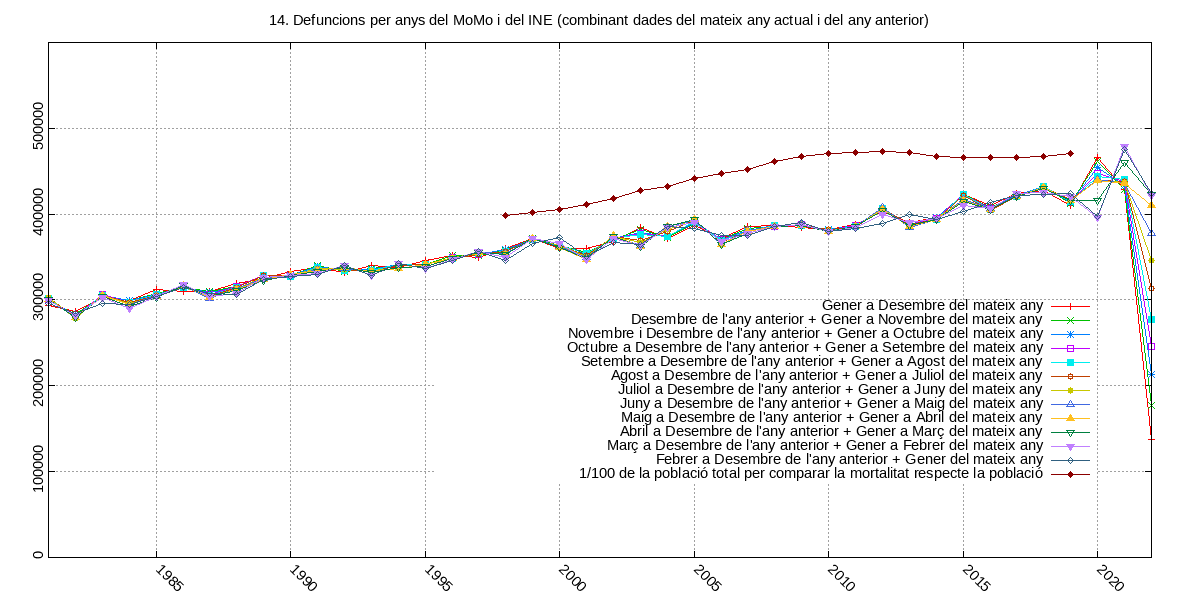 14. Defuncions per anys del MoMo i del INE (combinant dades del mateix any actual i del any anterior)
500000
400000
300000
200000
100000
0
Gener a Desembre del mateix any
Desembre de l'any anterior + Gener a Novembre del mateix any
Novembre i Desembre de l'any anterior + Gener a Octubre del mateix any
Octubre a Desembre de l'any anterior + Gener a Setembre del mateix any
Setembre a Desembre de l'any anterior + Gener a Agost del mateix any
Agost a Desembre de l'any anterior + Gener a Juliol del mateix any
Juliol a Desembre de l'any anterior + Gener a Juny del mateix any
Juny a Desembre de l'any anterior + Gener a Maig del mateix any
Maig a Desembre de l'any anterior + Gener a Abril del mateix any
Abril a Desembre de l'any anterior + Gener a Març del mateix any
Març a Desembre de l'any anterior + Gener a Febrer del mateix any
Febrer a Desembre de l'any anterior + Gener del mateix any
1/100 de la població total per comparar la mortalitat respecte la població
1985
1990
1995
2000
2005
2010
2015
2020